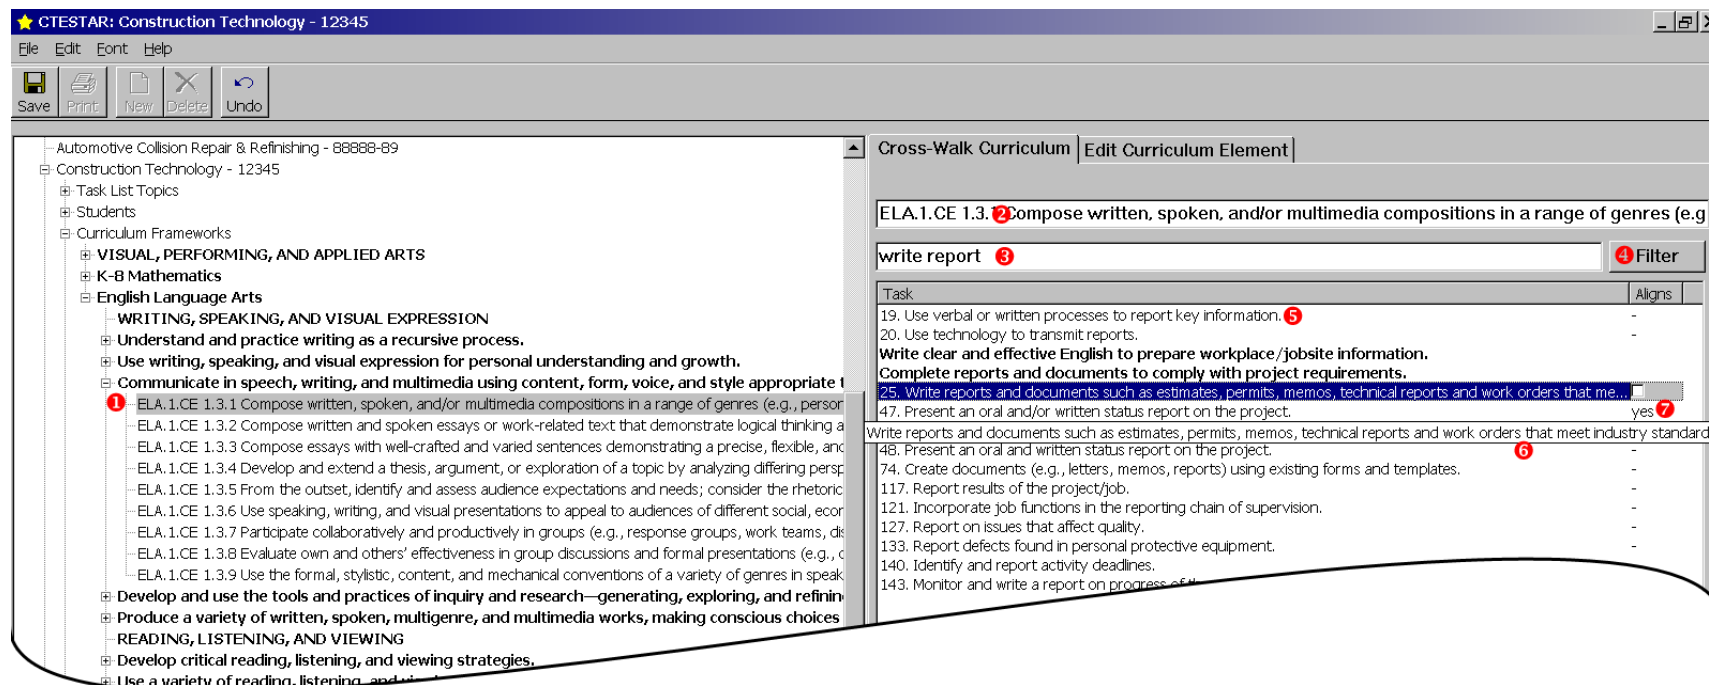 CTESTAR: Construction Technology - 12345
File Edit Font Help
Save Print New Delete Undo
Automotive Collision Repair & Refinishing - 88888-89
Construction Technology - 12345
Task List Topics
Students
Curriculum Frameworks
VISUAL, PERFORMING, AND APPLIED ARTS
K-8 Mathematics
English Language Arts
WRITING, SPEAKING, AND VISUAL EXPRESSION
Understand and practice writing as a recursive process.
Use writing, speaking, and visual expression for personal understanding and growth.
Communicate in speech, writing, and multimedia using content, form, voice, and style appropriate t
1 ELA.1.CE 1.3.1 Compose written, spoken, and/or multimedia compositions in a range of genres (e.g., person
ELA.1.CE 1.3.2 Compose written and spoken essays or work-related text that demonstrate logical thinking a
ELA.1.CE 1.3.3 Compose essays with well-crafted and varied sentences demonstrating a precise, flexible, and
ELA.1.CE 1.3.4 Develop and extend a thesis, argument, or exploration of a topic by analyzing differing persp
ELA.1.CE 1.3.5 From the outset, identify and assess audience expectations and needs; consider the rhetoric
ELA.1.CE 1.3.6 Use speaking, writing, and visual presentations to appeal to audiences of different social, ecor
ELA.1.CE 1.3.7 Participate collaboratively and productively in groups (e.g., response groups, work teams, dis
ELA.1.CE 1.3.8 Evaluate own and others' effectiveness in group discussions and formal presentations (e.g., c
ELA.1.CE 1.3.9 Use the formal, stylistic, content, and mechanical conventions of a variety of genres in speak
Develop and use the tools and practices of inquiry and research—generating, exploring, and refinin
Produce a variety of written, spoken, multigenre, and multimedia works, making conscious choices
READING, LISTENING, AND VIEWING
Develop critical reading, listening, and viewing strategies.
Use a variety of reading, listening, and
Cross-Walk Curriculum Edit Curriculum Element
ELA.1.CE 1.3. 2 Compose written, spoken, and/or multimedia compositions in a range of genres (e.g
write report 3 4 Filter
Task Aligns
19. Use verbal or written processes to report key information. 5 -
20. Use technology to transmit reports. -
Write clear and effective English to prepare workplace/jobsite information.
Complete reports and documents to comply with project requirements.
25. Write reports and documents such as estimates, permits, memos, technical reports and work orders that me...
47. Present an oral and/or written status report on the project. yes 7
Write reports and documents such as estimates, permits, memos, technical reports and work orders that meet industry standard
48. Present an oral and written status report on the project. 6 -
74. Create documents (e.g., letters, memos, reports) using existing forms and templates. -
117. Report results of the project/job. -
121. Incorporate job functions in the reporting chain of supervision. -
127. Report on issues that affect quality. -
133. Report defects found in personal protective equipment. -
140. Identify and report activity deadlines.
143. Monitor and write a report on progress of